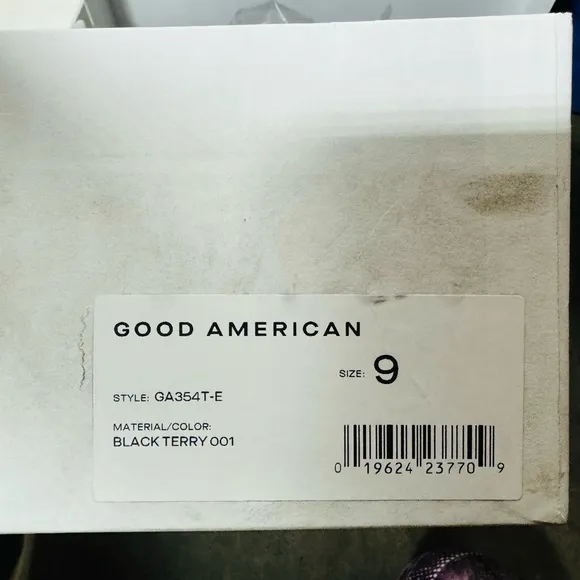 GOOD AMERICAN
SIZE: 9
STYLE: GA354T-E
MATERIAL/COLOR:
BLACK TERRY 001
0 19624 23770 9